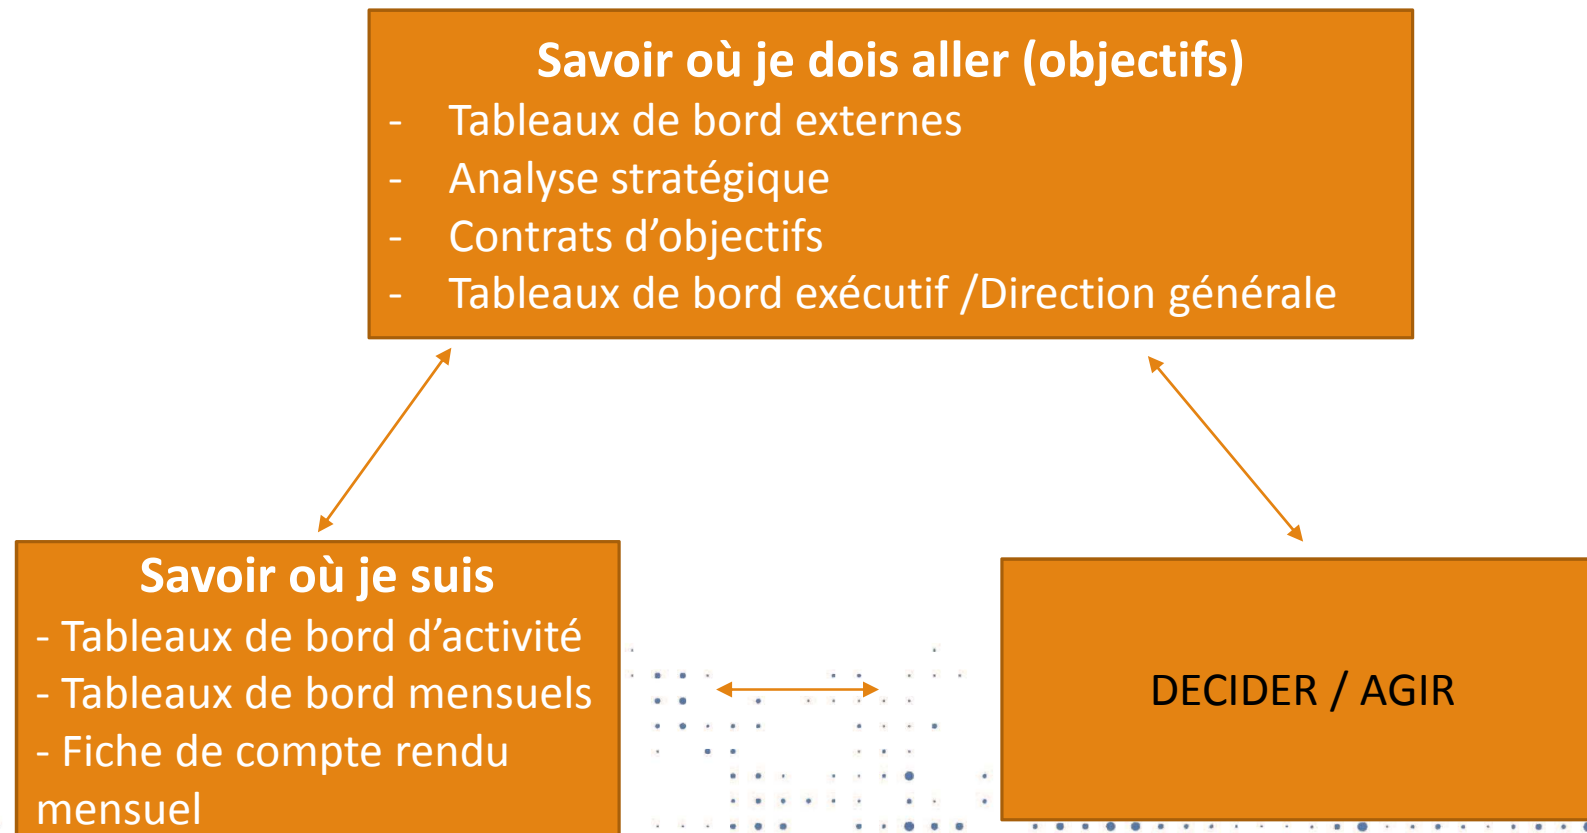 Savoir où je dois aller (objectifs)
- Tableaux de bord externes
- Analyse stratégique
- Contrats d’objectifs
- Tableaux de bord exécutif /Direction générale
Savoir où je suis
- Tableaux de bord d’activité
- Tableaux de bord mensuels
- Fiche de compte rendu
mensuel
DECIDER / AGIR